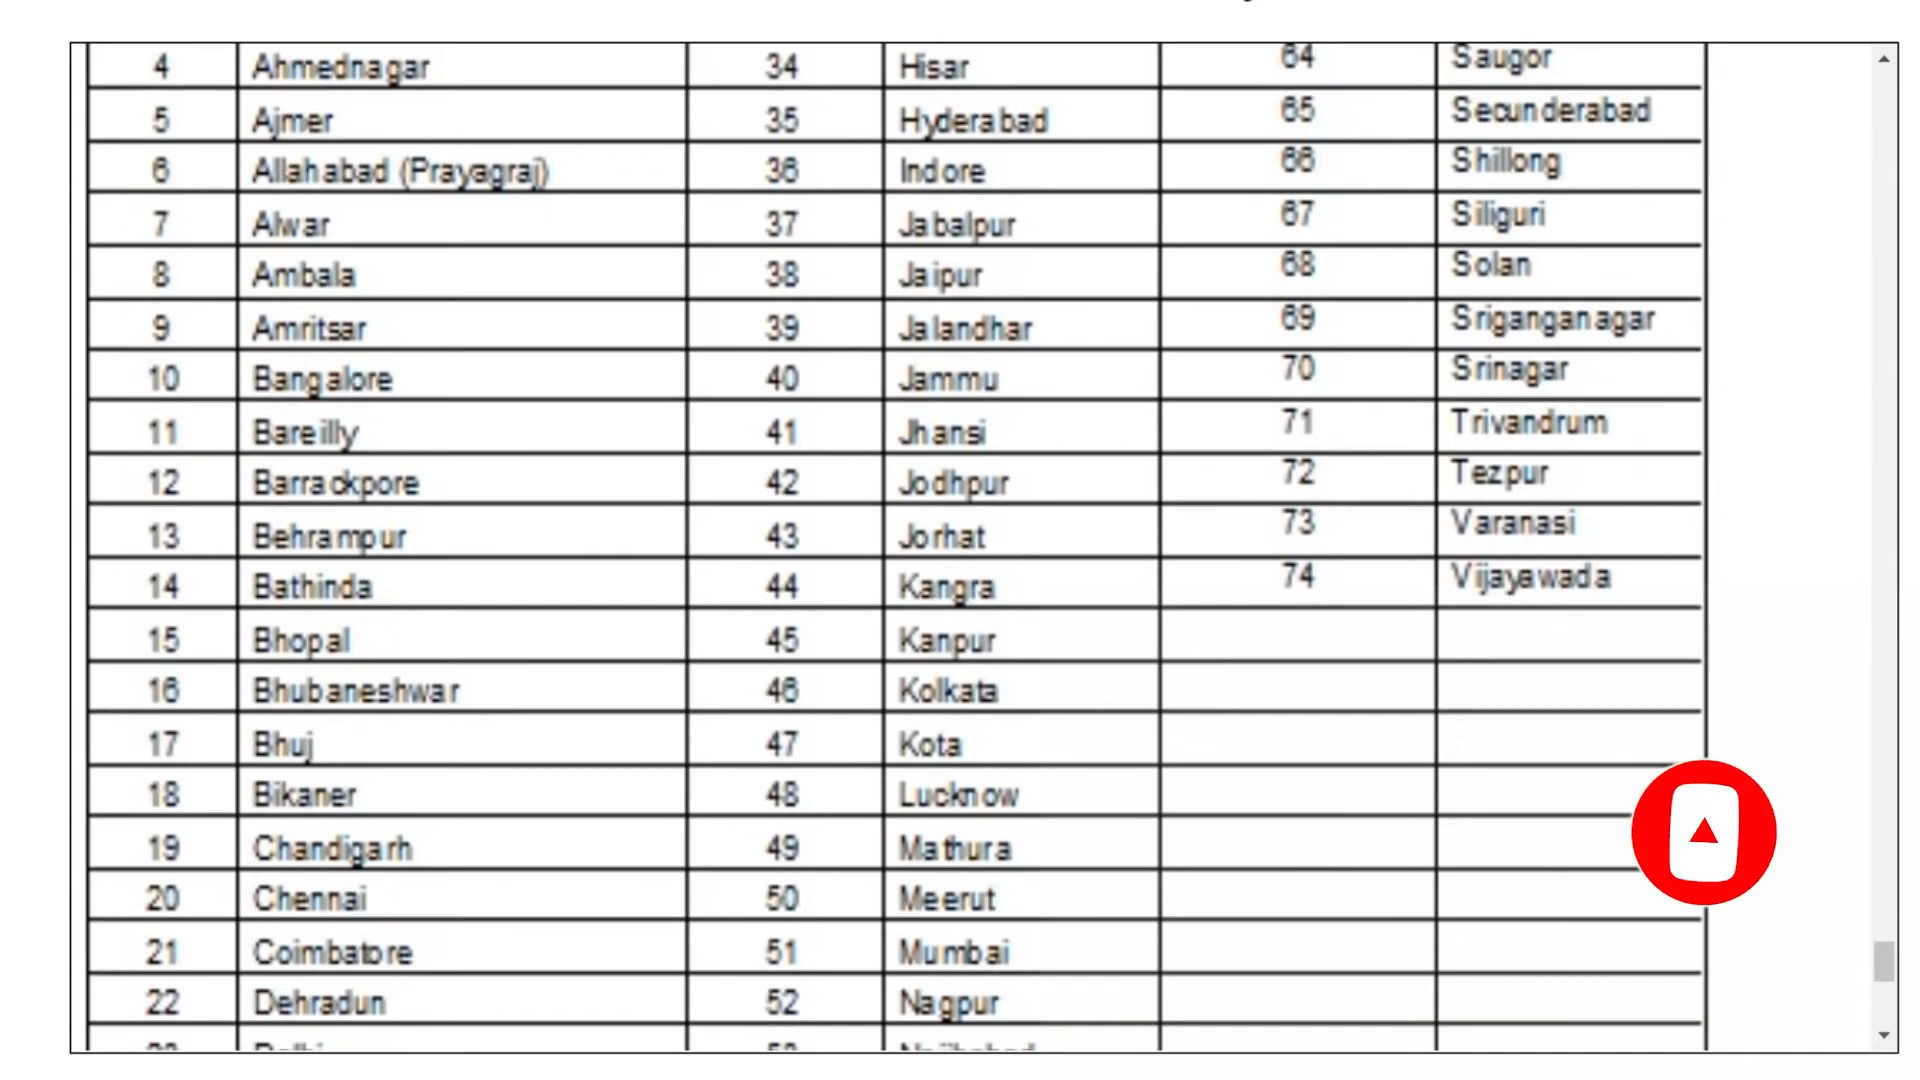 4 Ahmednagar 34 Hisar 64 Saugor
5 Ajmer 35 Hyderabad 65 Secunderabad
6 Allahabad (Prayagraj) 36 Indore 66 Shillong
7 Alwar 37 Jabalpur 67 Siliguri
8 Ambala 38 Jaipur 68 Solan
9 Amritsar 39 Jalandhar 69 Sriganganagar
10 Bangalore 40 Jammu 70 Srinagar
11 Bareilly 41 Jhansi 71 Trivandrum
12 Barrackpore 42 Jodhpur 72 Tezpur
13 Behrampur 43 Jorhat 73 Varanasi
14 Bathinda 44 Kangra 74 Vijayawada
15 Bhopal 45 Kanpur
16 Bhubaneshwar 46 Kolkata
17 Bhuj 47 Kota
18 Bikaner 48 Lucknow
19 Chandigarh 49 Mathura
20 Chennai 50 Meerut
21 Coimbatore 51 Mumbai
22 Dehradun 52 Nagpur